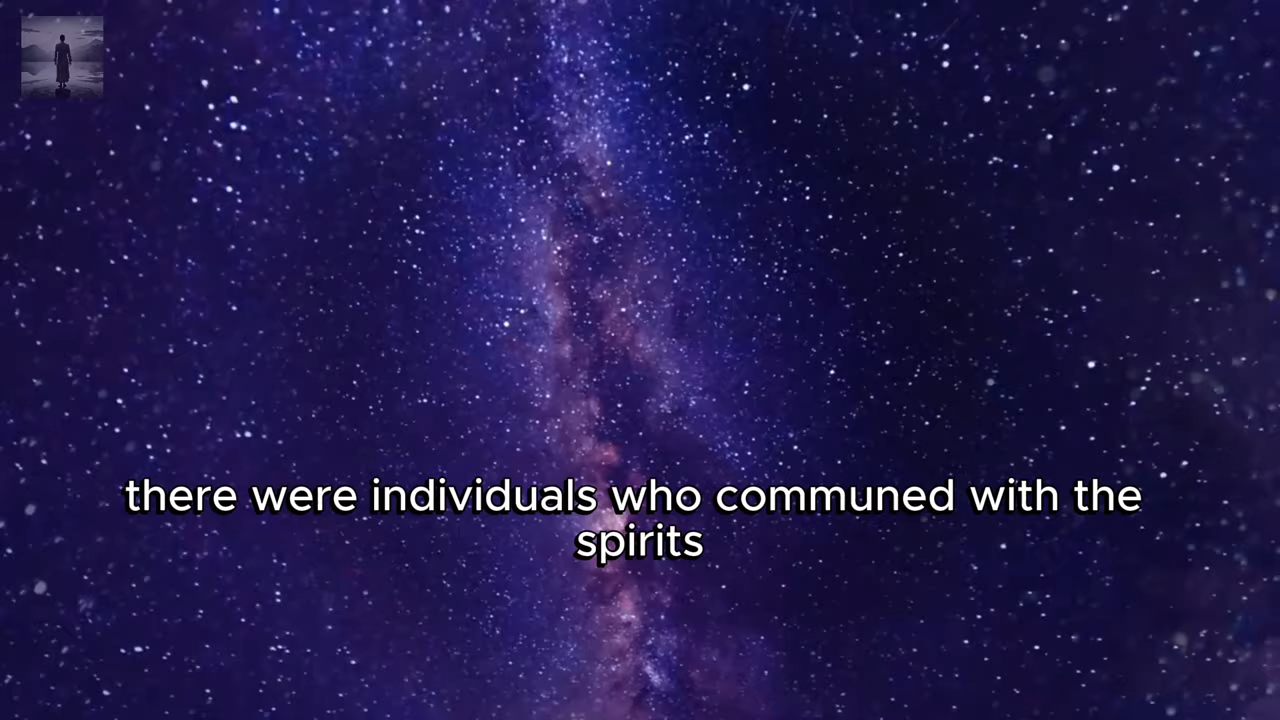 there were individuals who communed with the
spirits